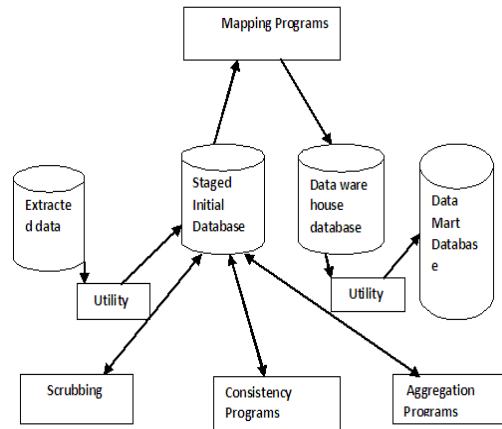 Mapping Programs
Extracte
d data
Staged
Initial
Database
Data ware
house
database
Data
Mart
Databas
e
Utility
Utility
Scrubbing
Consistency
Programs
Aggregation
Programs